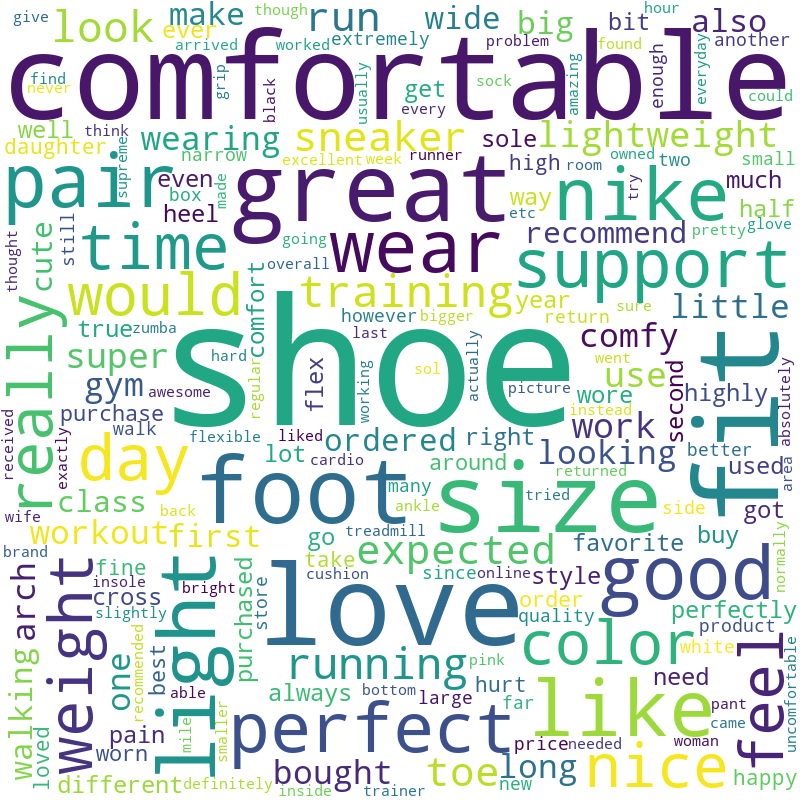 give
though
look
make
ever
run
wide
big
bit
also
hour
another
arrived
worked
extremely
problem
found
comfortable
find
never
grip
black
usually
get
every
sock
amazing
enough
everyday
could
well
think
daughter
supreme
wearing
narrow
sneaker
excellent
week
runner
sole
lightweight
high
room
owned
two
small
pair
even
box
made
heel
great
nike
way
etc
try
much
half
thought
still
cute
time
going
overall
wear
recommend
pretty
glove
support
would
comfort
training
year
return
sure
little
true
zumba
however
bigger
last
comfy
really
super
hard
shoe
sol
actually
went
fit
gym
awesome
regular
flex
working
picture
wore
use
instead
second
highly
absolutely
purchase
walk
flexible
liked
ordered
right
looking
work
better
received
exactly
day
lot
cardio
around
returned
used
area
class
foot
many
ankle
tried
size
side
got
normally
wife
workout
first
back
treadmill
go
take
expected
favorite
buy
brand
fine
insole
cushion
since
online
style
good
arch
weight
cross
slightly
light
bright
purchased
store
love
order
quality
perfectly
product
walking
one
best
recommended
running
pink
color
white
feel
uncomfortable
loved
pain
able
always
bottom
large
hurt
far
like
need
pant
came
worn
mile
smaller
perfect
price
needed
woman
different
definitely
bought
inside
trainer
toe
long
new
nice
happy